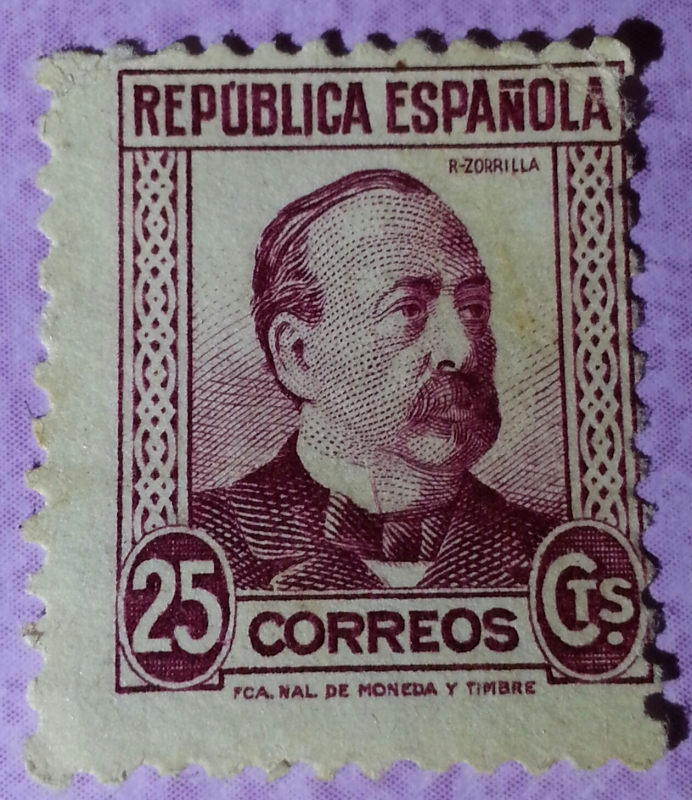 REPÚBLICA ESPAÑOLA
R-ZORRILLA
25 CORREOS CTS.
FCA. NAL. DE MONEDA Y TIMBRE